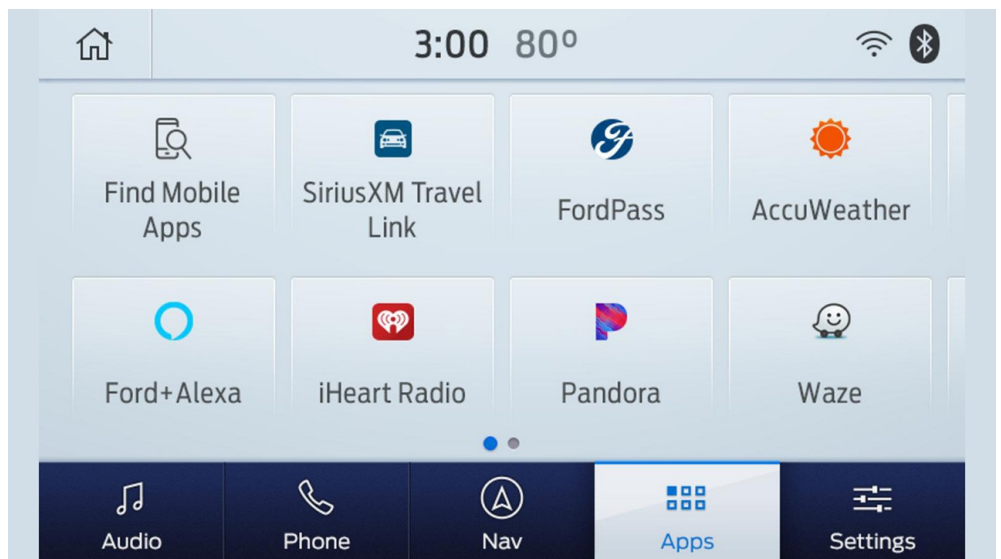 3:00 80°
Find Mobile
Apps
SiriusXM Travel
Link
FordPass
AccuWeather
Ford+Alexa
iHeart Radio
Pandora
Waze
Audio
Phone
Nav
Apps
Settings